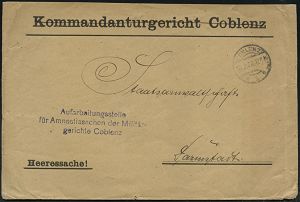 Kommandanturgericht Coblenz
Staatsanwaltschaft
Aufarbeitungsstelle
für Amnestiesachen der Militär-
gerichte Coblenz
Darmstadt
Heeressache!